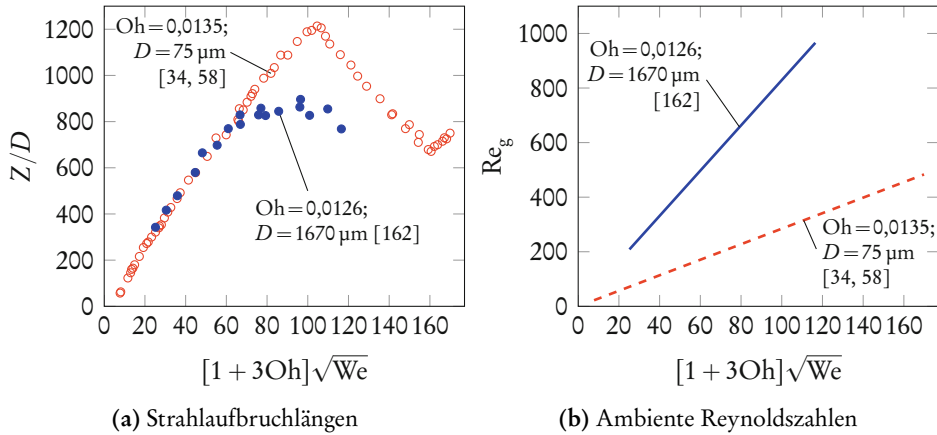 1200
1000
800
600
400
200
0
Z/D
Oh = 0,0135;
D = 75 µm
[34, 58]
Oh = 0,0126;
D = 1670 µm [162]
0 20 40 60 80 100 120 140 160
[1 + 3Oh]√We
(a) Strahlaufbruchlängen
1000
800
600
400
200
0
Re_g
Oh = 0,0126;
D = 1670 µm
[162]
Oh = 0,0135;
D = 75 µm
[34, 58]
0 20 40 60 80 100 120 140 160
[1 + 3Oh]√We
(b) Ambiente Reynoldszahlen